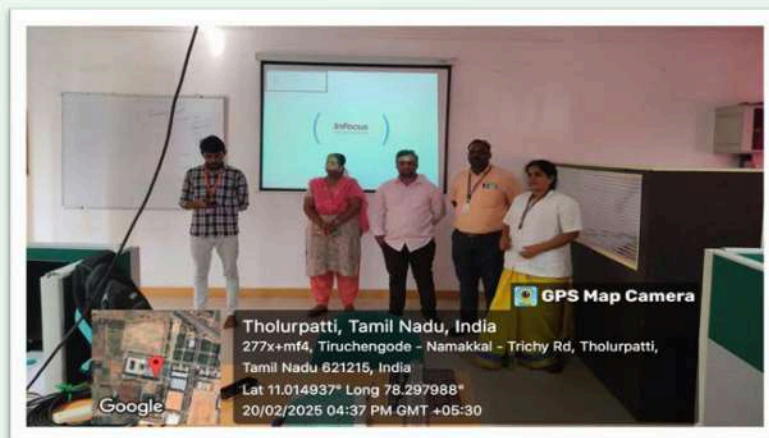 InFocus
GPS Map Camera
Tholurpatti, Tamil Nadu, India
277x+mf4, Tiruchengode - Namakkal - Trichy Rd, Tholurpatti,
Tamil Nadu 621215, India
Lat 11.014937° Long 78.297988°
20/02/2025 04:37 PM GMT +05:30
Google